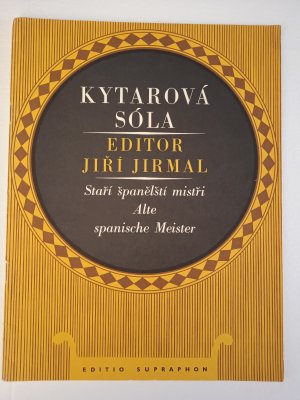 KYTAROVÁ
SÓLA
EDITOR
JIŘÍ JIRMAL
Staří španělští mistři
Alte
spanische Meister
EDITIO SUPRAPHON